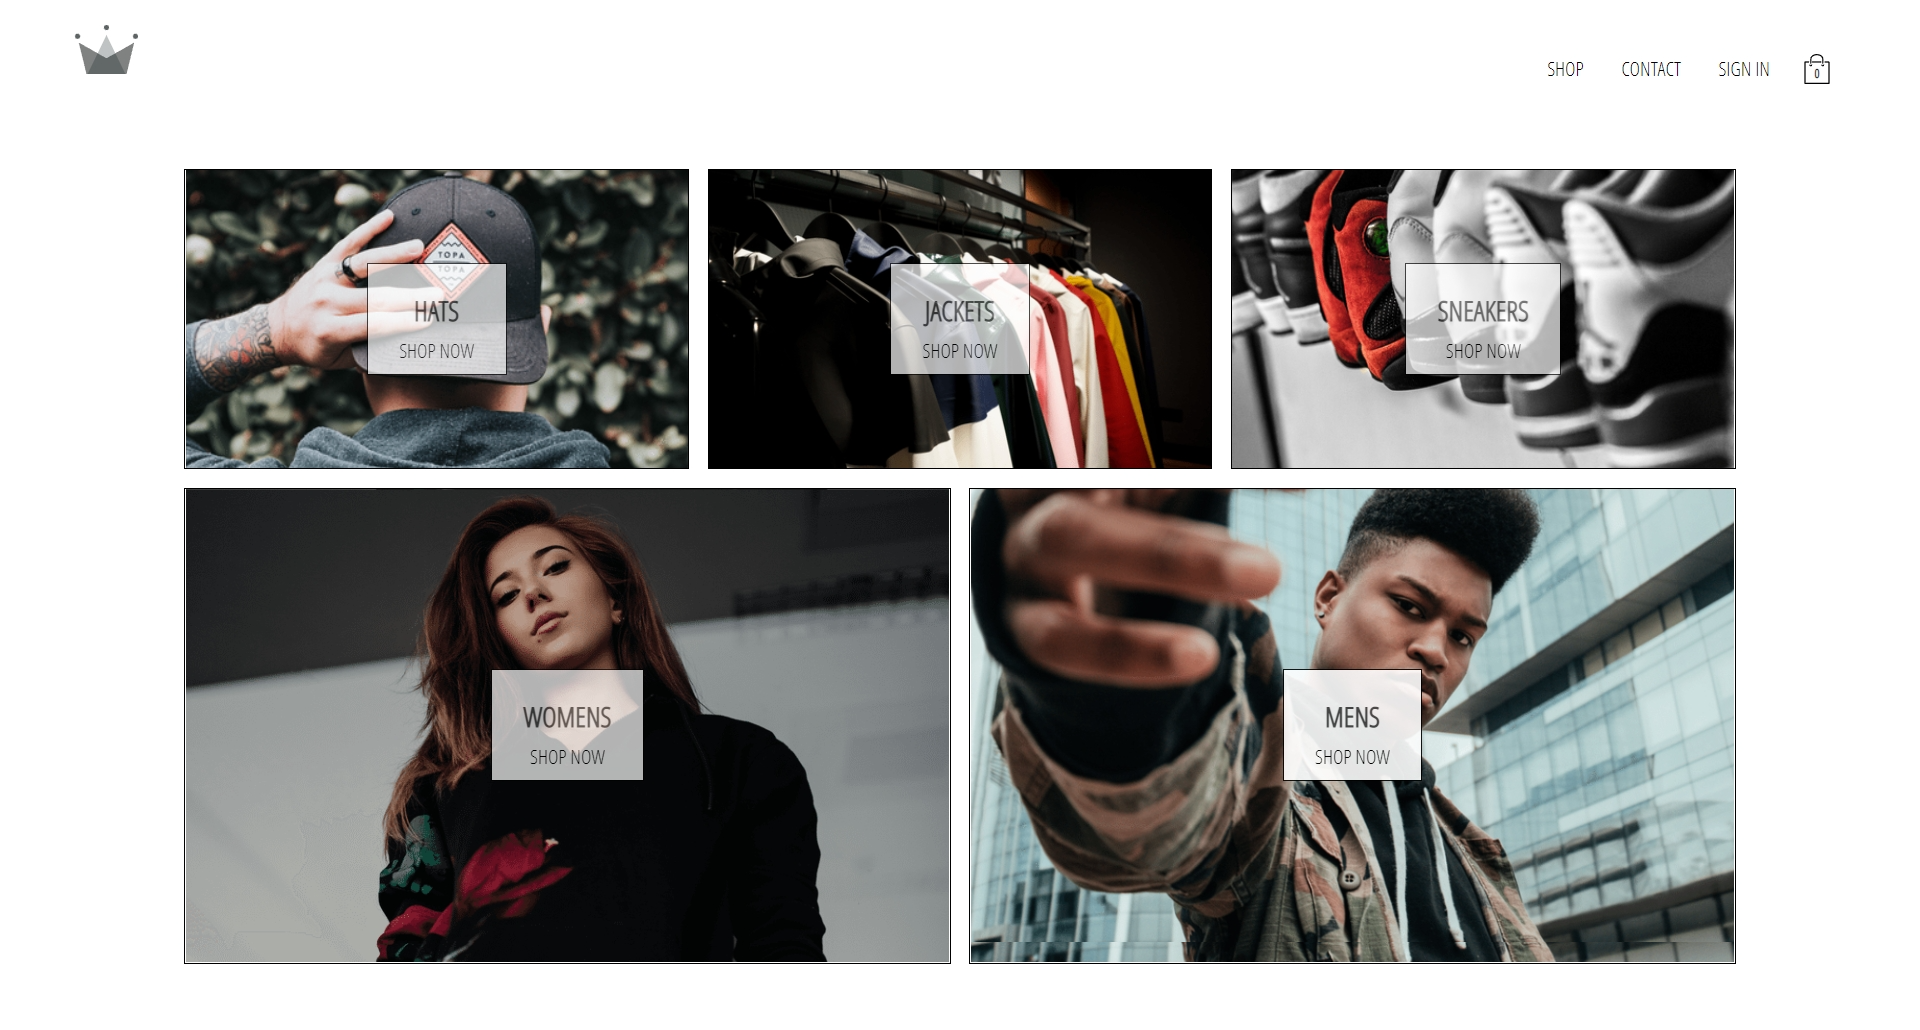 SHOP
CONTACT
SIGN IN
0
TOPA
TOPA
HATS
SHOP NOW
JACKETS
SHOP NOW
SNEAKERS
SHOP NOW
WOMENS
SHOP NOW
MENS
SHOP NOW